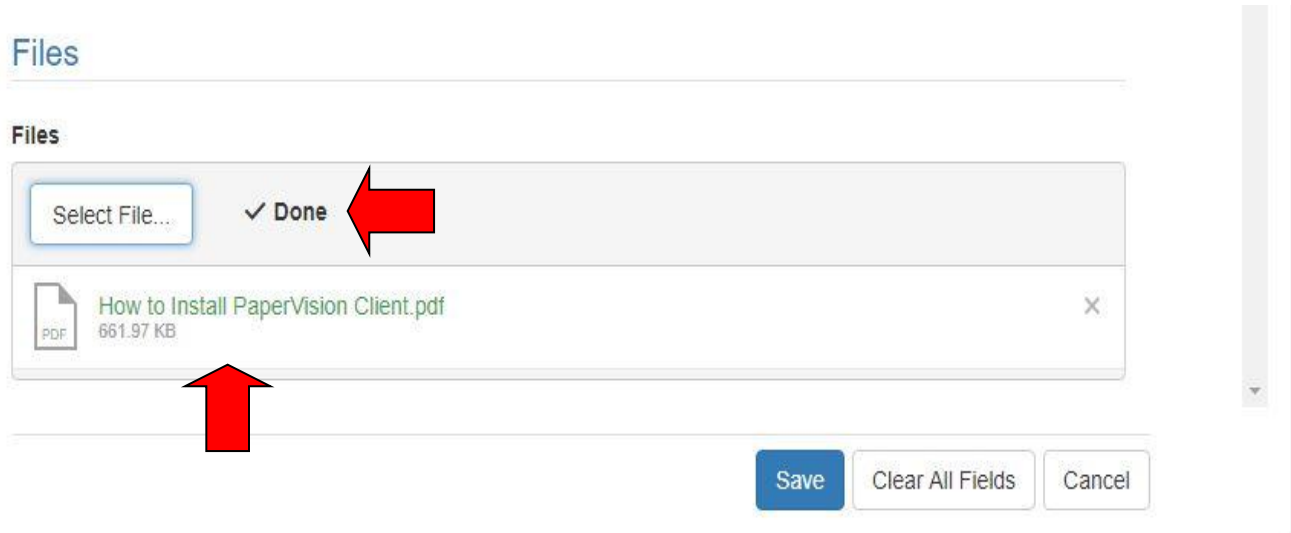 Files
Files
Select File... ✓ Done
How to Install PaperVision Client.pdf
PDF 661.97 KB
Save Clear All Fields Cancel